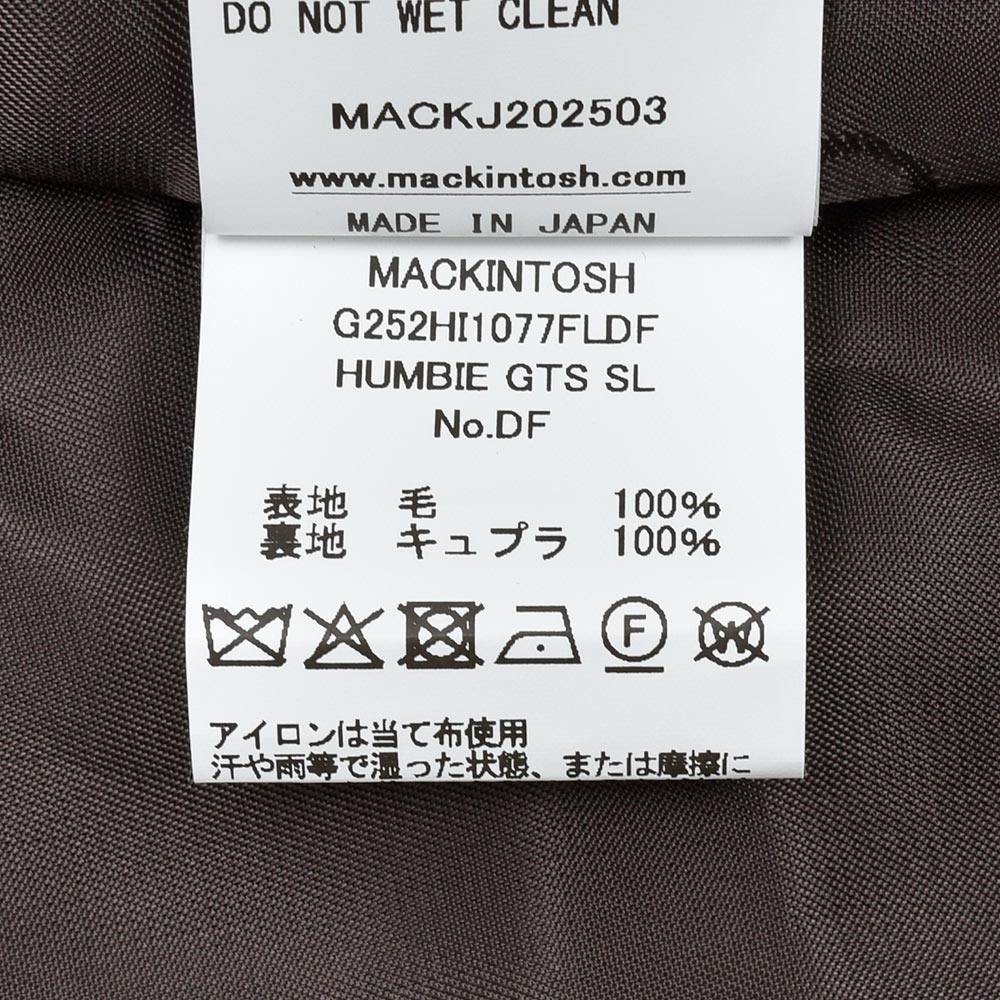 DO NOT WET CLEAN
MACKJ202503
www.mackintosh.com
MADE IN JAPAN
MACKINTOSH
G252HI1077FLDF
HUMBIE GTS SL
No.DF
表地 毛 100%
裏地 キュプラ 100%
F W
アイロンは当て布使用
汗や雨等で湿った状態、または摩擦に